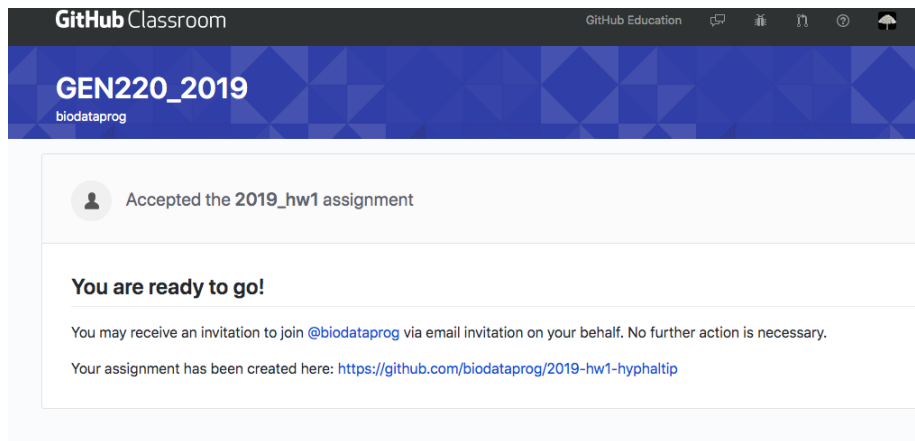 GitHub Classroom
GitHub Education
GEN220_2019
biodataprog
Accepted the 2019_hw1 assignment
You are ready to go!
You may receive an invitation to join @biodataprog via email invitation on your behalf. No further action is necessary.
Your assignment has been created here: https://github.com/biodataprog/2019-hw1-hyphaltip